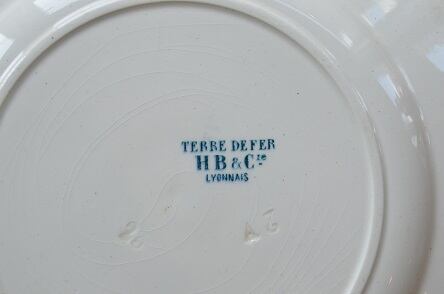 TERRE DE FER
H B & Cie
LYONNAIS